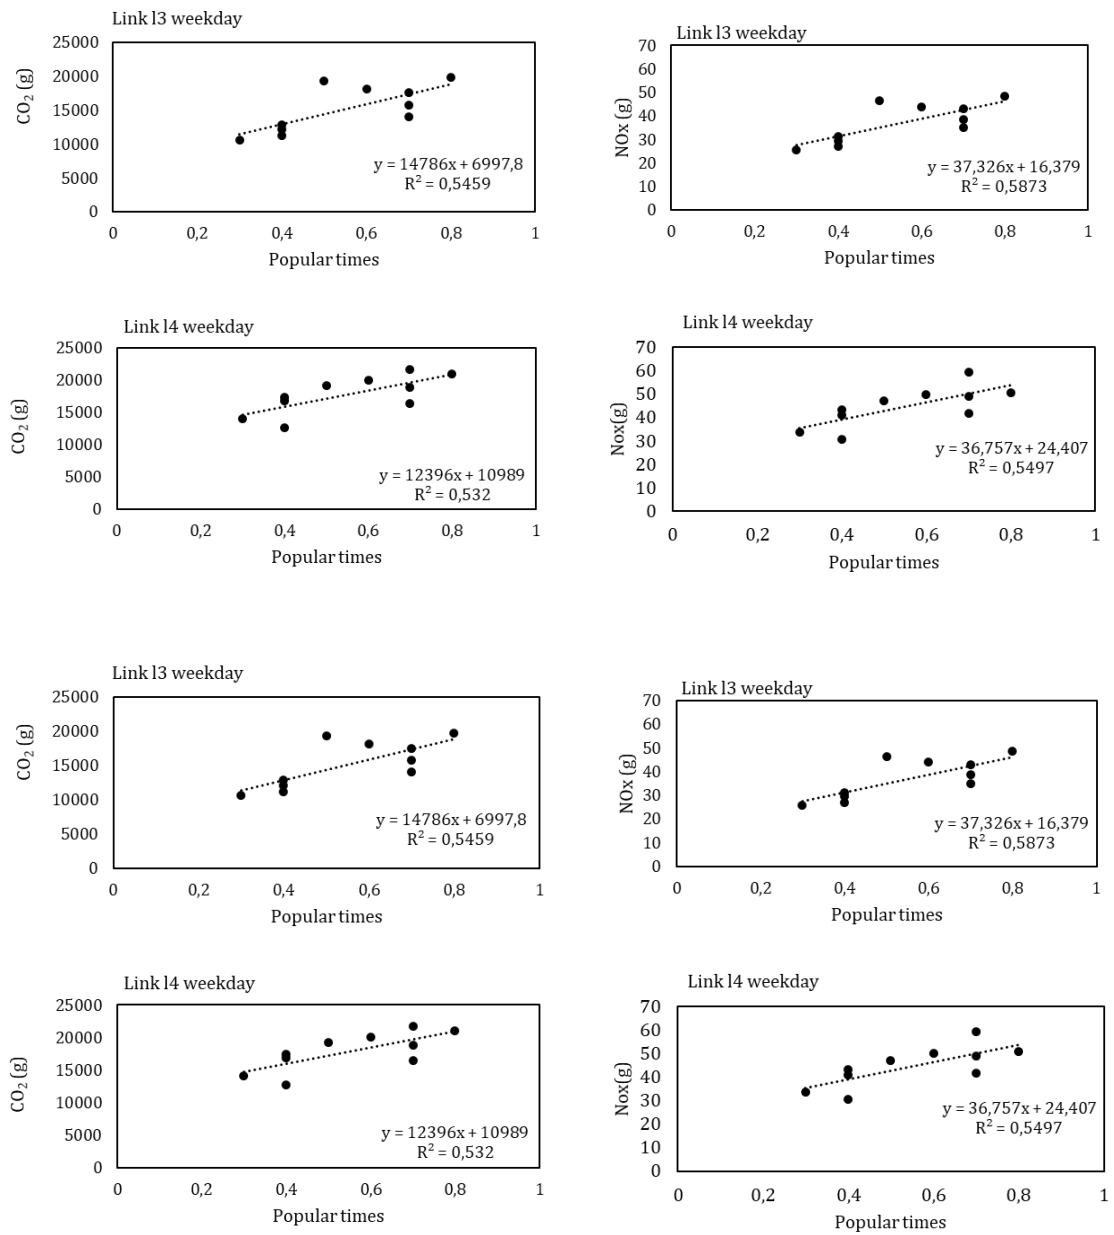 Link l3 weekday
25000
20000
15000
10000
5000
0
CO2 (g)
y = 14786x + 6997,8
R² = 0,5459
0 0,2 0,4 0,6 0,8 1
Popular times
Link l3 weekday
70
60
50
40
30
20
10
0
NOx (g)
y = 37,326x + 16,379
R² = 0,5873
0 0,2 0,4 0,6 0,8 1
Popular times
Link l4 weekday
25000
20000
15000
10000
5000
0
CO2 (g)
y = 12396x + 10989
R² = 0,532
0 0,2 0,4 0,6 0,8 1
Popular times
Link l4 weekday
70
60
50
40
30
20
10
0
Nox(g)
y = 36,757x + 24,407
R² = 0,5497
0 0,2 0,4 0,6 0,8 1
Popular times
Link l3 weekday
25000
20000
15000
10000
5000
0
CO2 (g)
y = 14786x + 6997,8
R² = 0,5459
0 0,2 0,4 0,6 0,8 1
Popular times
Link l3 weekday
70
60
50
40
30
20
10
0
NOx (g)
y = 37,326x + 16,379
R² = 0,5873
0 0,2 0,4 0,6 0,8 1
Popular times
Link l4 weekday
25000
20000
15000
10000
5000
0
CO2 (g)
y = 12396x + 10989
R² = 0,532
0 0,2 0,4 0,6 0,8 1
Popular times
Link l4 weekday
70
60
50
40
30
20
10
0
Nox(g)
y = 36,757x + 24,407
R² = 0,5497
0 0,2 0,4 0,6 0,8 1
Popular times